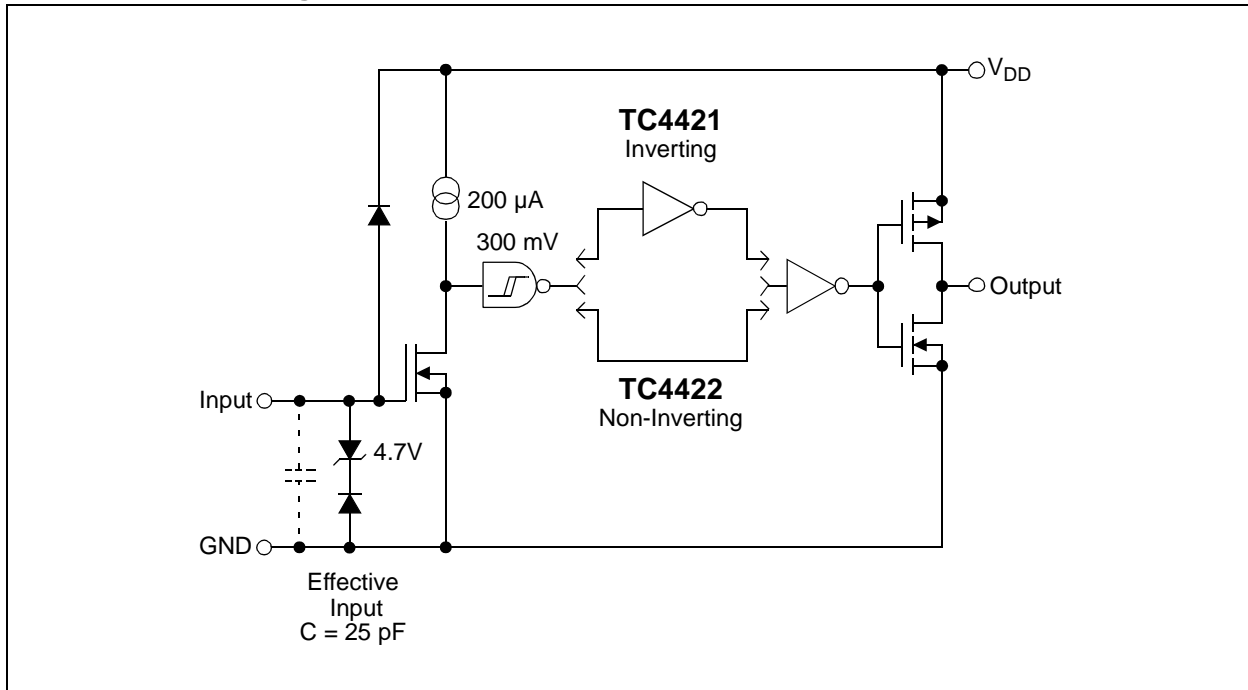 V_DD
TC4421
Inverting
200 µA
300 mV
Output
TC4422
Non-Inverting
Input
4.7V
GND
Effective
Input
C = 25 pF